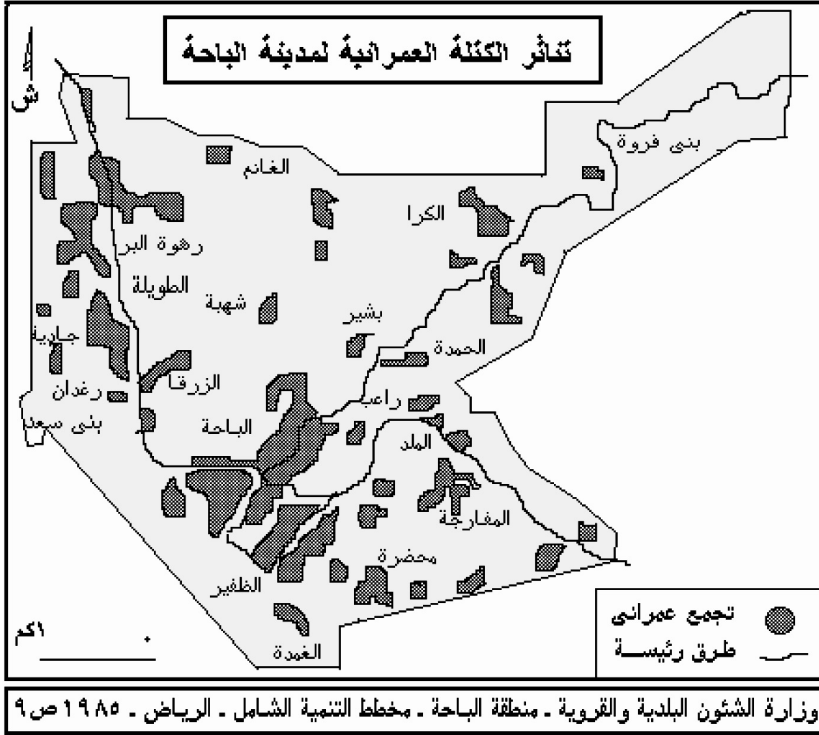 تناثر الكتلة العمرانية لمدينة الباحة
ش
بنى فروة
الغانم
الكرا
رهوة البر
الطويلة
شهبة
بشير
جادية
الحمدة
الزرقا
رغدان
راعب
بنى سعد
الباحة
الملد
المفارجة
محضرة
الظفير
الغمدة
تجمع عمرانى
طرق رئيسة
١كم ٠
وزارة الشئون البلدية والقروية ـ منطقة الباحة ـ مخطط التنمية الشامل ـ الرياض ـ ١٩٨٥ ص٩